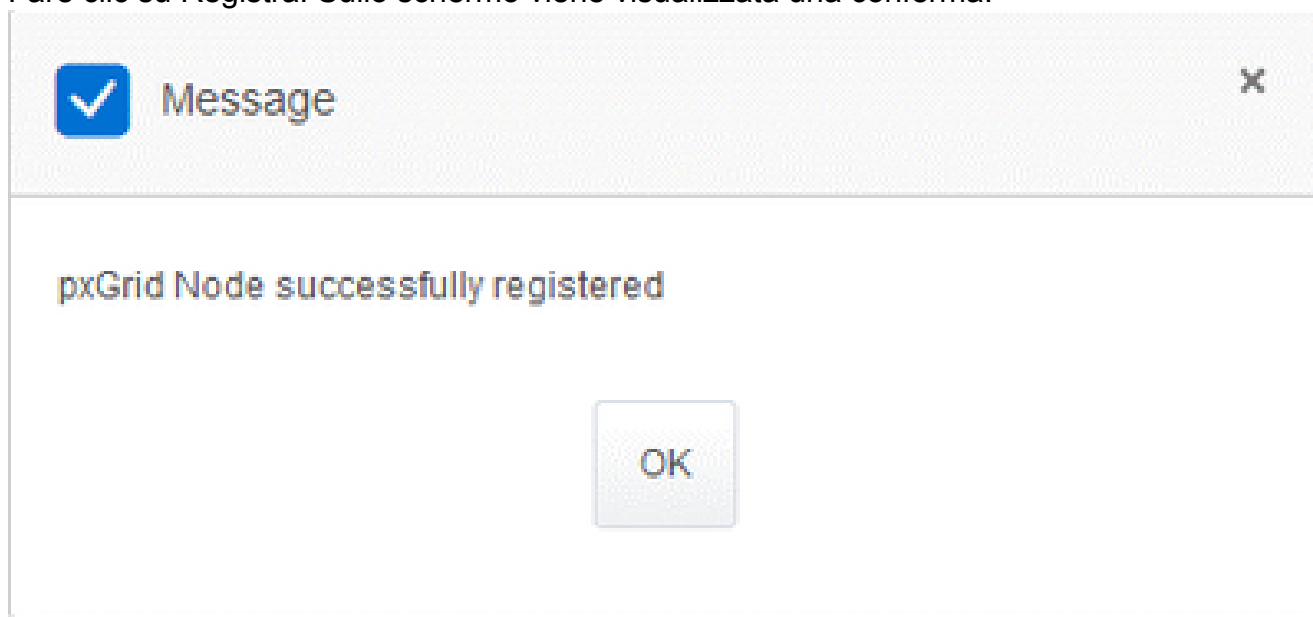 Fare clic su Registra. Sullo schermo viene visualizzata una conferma:
Message
pxGrid Node successfully registered
OK